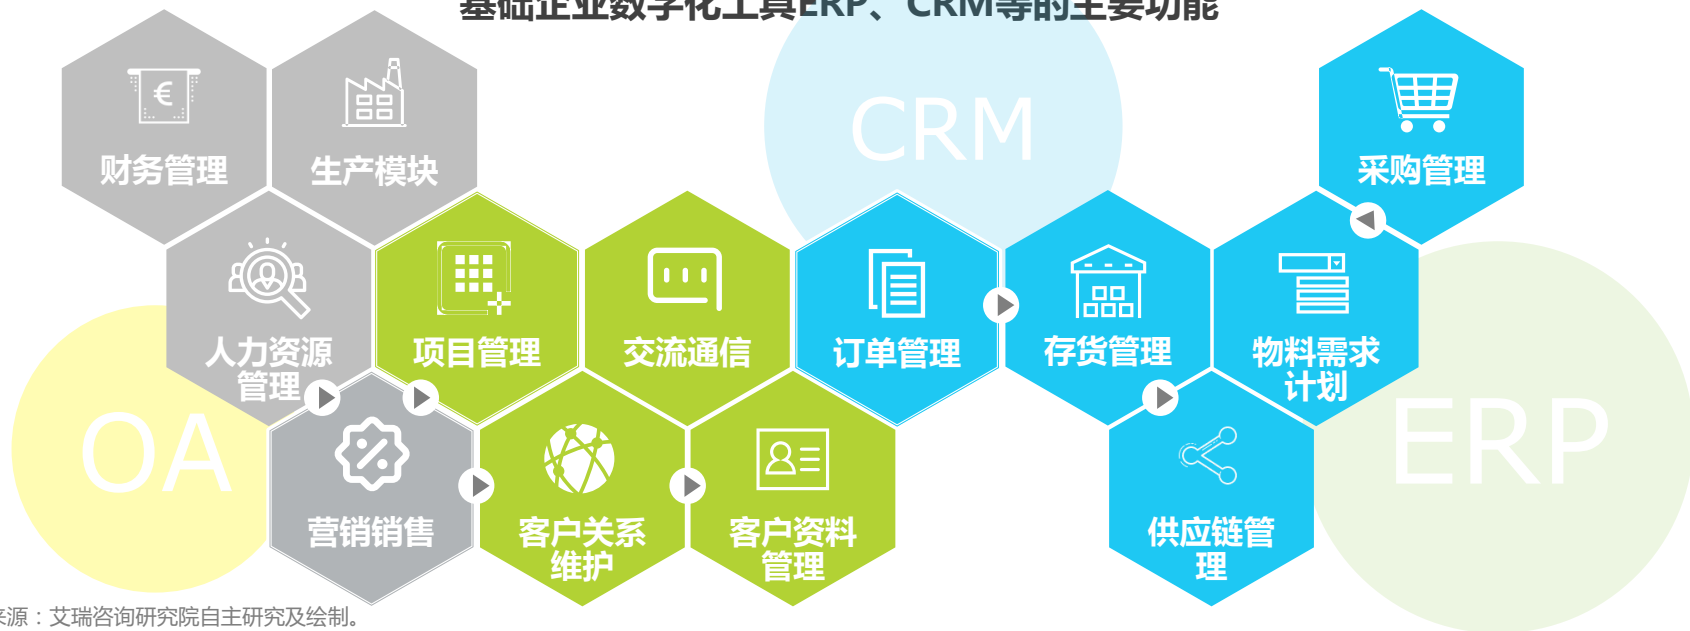 基础企业数字化工具ERP、CRM等的主要功能
CRM
财务管理
生产模块
采购管理
人力资源
管理
项目管理
交流通信
订单管理
存货管理
物料需求
计划
OA
ERP
营销销售
客户关系
维护
客户资料
管理
供应链管
理
来源：艾瑞咨询研究院自主研究及绘制。